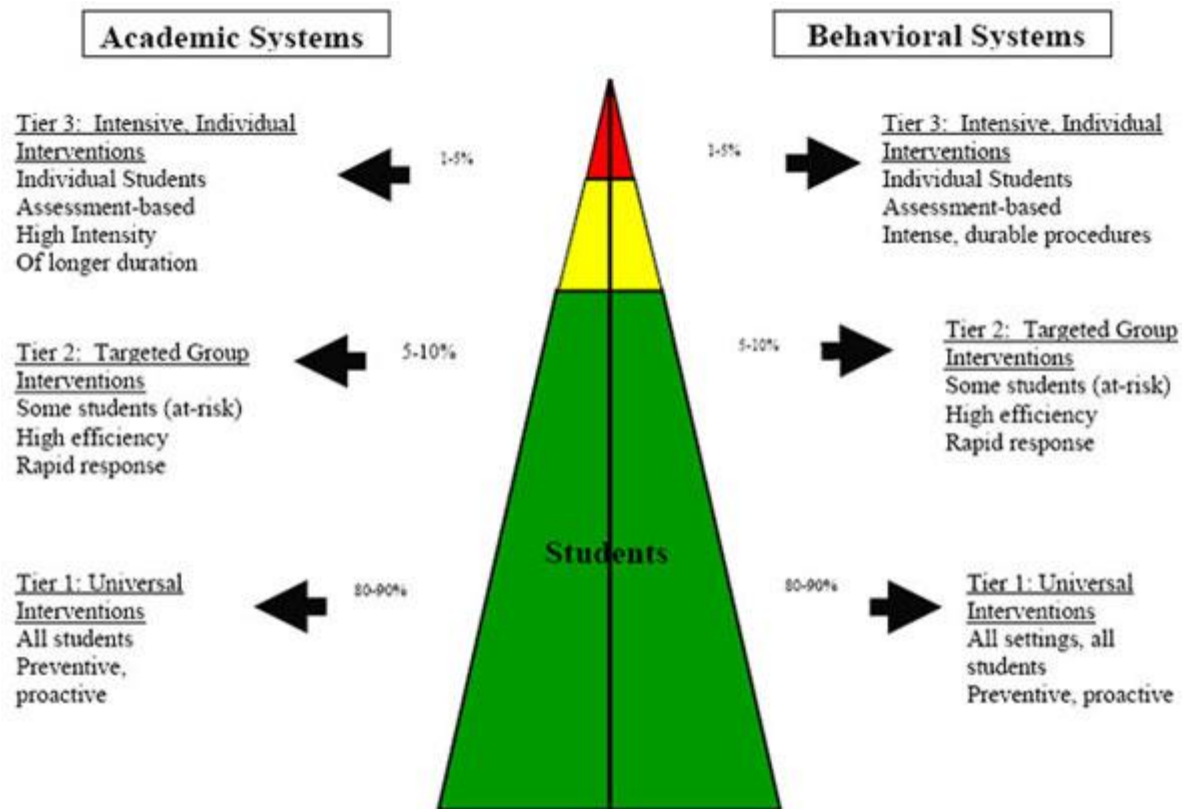 Academic Systems
Behavioral Systems
Tier 3: Intensive, Individual
Interventions
Individual Students
Assessment-based
High Intensity
Of longer duration
1-5%
1-5%
Tier 3: Intensive, Individual
Interventions
Individual Students
Assessment-based
Intense, durable procedures
Tier 2: Targeted Group
Interventions
Some students (at-risk)
High efficiency
Rapid response
5-10%
5-10%
Tier 2: Targeted Group
Interventions
Some students (at-risk)
High efficiency
Rapid response
Students
Tier 1: Universal
Interventions
All students
Preventive,
proactive
80-90%
80-90%
Tier 1: Universal
Interventions
All settings, all
students
Preventive, proactive